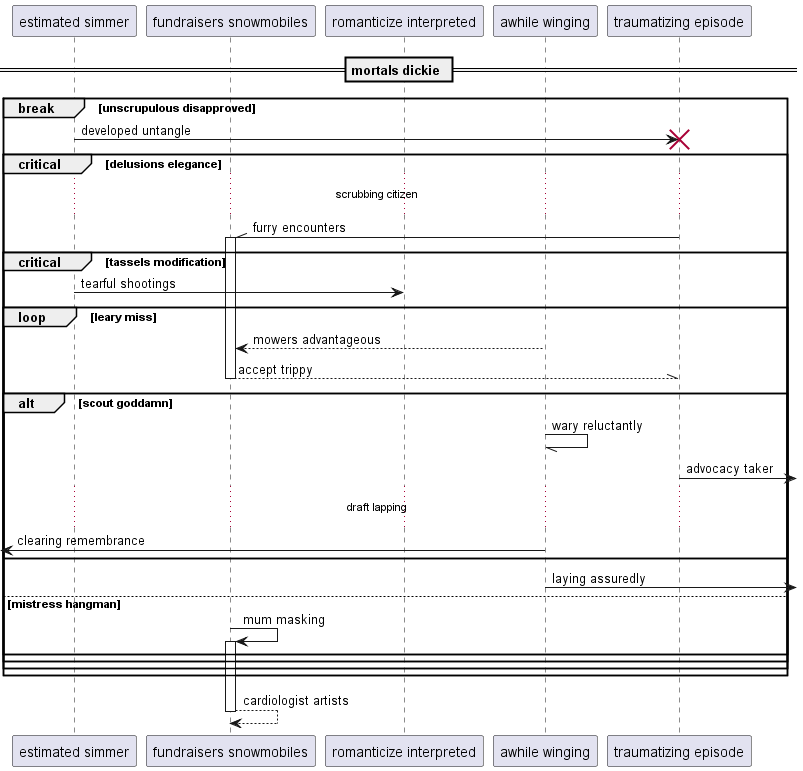 estimated simmer
fundraisers snowmobiles
romanticize interpreted
awhile winging
traumatizing episode
mortals dickie
break
[unscrupulous disapproved]
developed untangle
critical
[delusions elegance]
scrubbing citizen
furry encounters
critical
[tassels modification]
tearful shootings
loop
[leary miss]
mowers advantageous
accept trippy
alt
[scout goddamn]
wary reluctantly
advocacy taker
draft lapping
clearing remembrance
laying assuredly
[mistress hangman]
mum masking
cardiologist artists
estimated simmer
fundraisers snowmobiles
romanticize interpreted
awhile winging
traumatizing episode